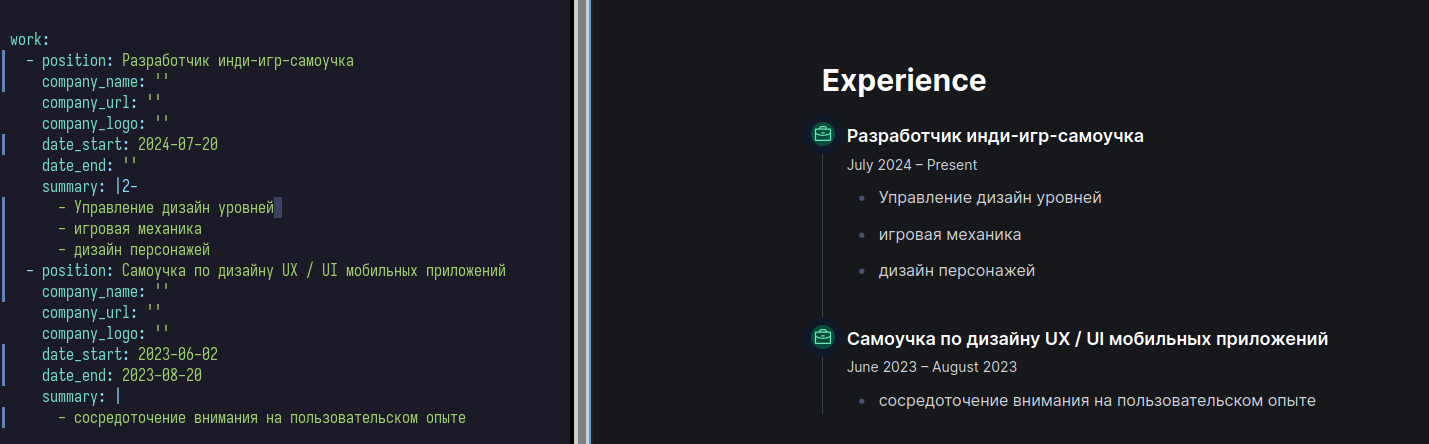 work:
- position: Разработчик инди-игр-самоучка
company_name: ''
company_url: ''
company_logo: ''
date_start: 2024-07-20
date_end: ''
summary: |2-
- Управление дизайн уровней
- игровая механика
- дизайн персонажей
- position: Самоучка по дизайну UX / UI мобильных приложений
company_name: ''
company_url: ''
company_logo: ''
date_start: 2023-06-02
date_end: 2023-08-20
summary: |
- сосредоточение внимания на пользовательском опыте
Experience
Разработчик инди-игр-самоучка
July 2024 – Present
• Управление дизайн уровней
• игровая механика
• дизайн персонажей
Самоучка по дизайну UX / UI мобильных приложений
June 2023 – August 2023
• сосредоточение внимания на пользовательском опыте